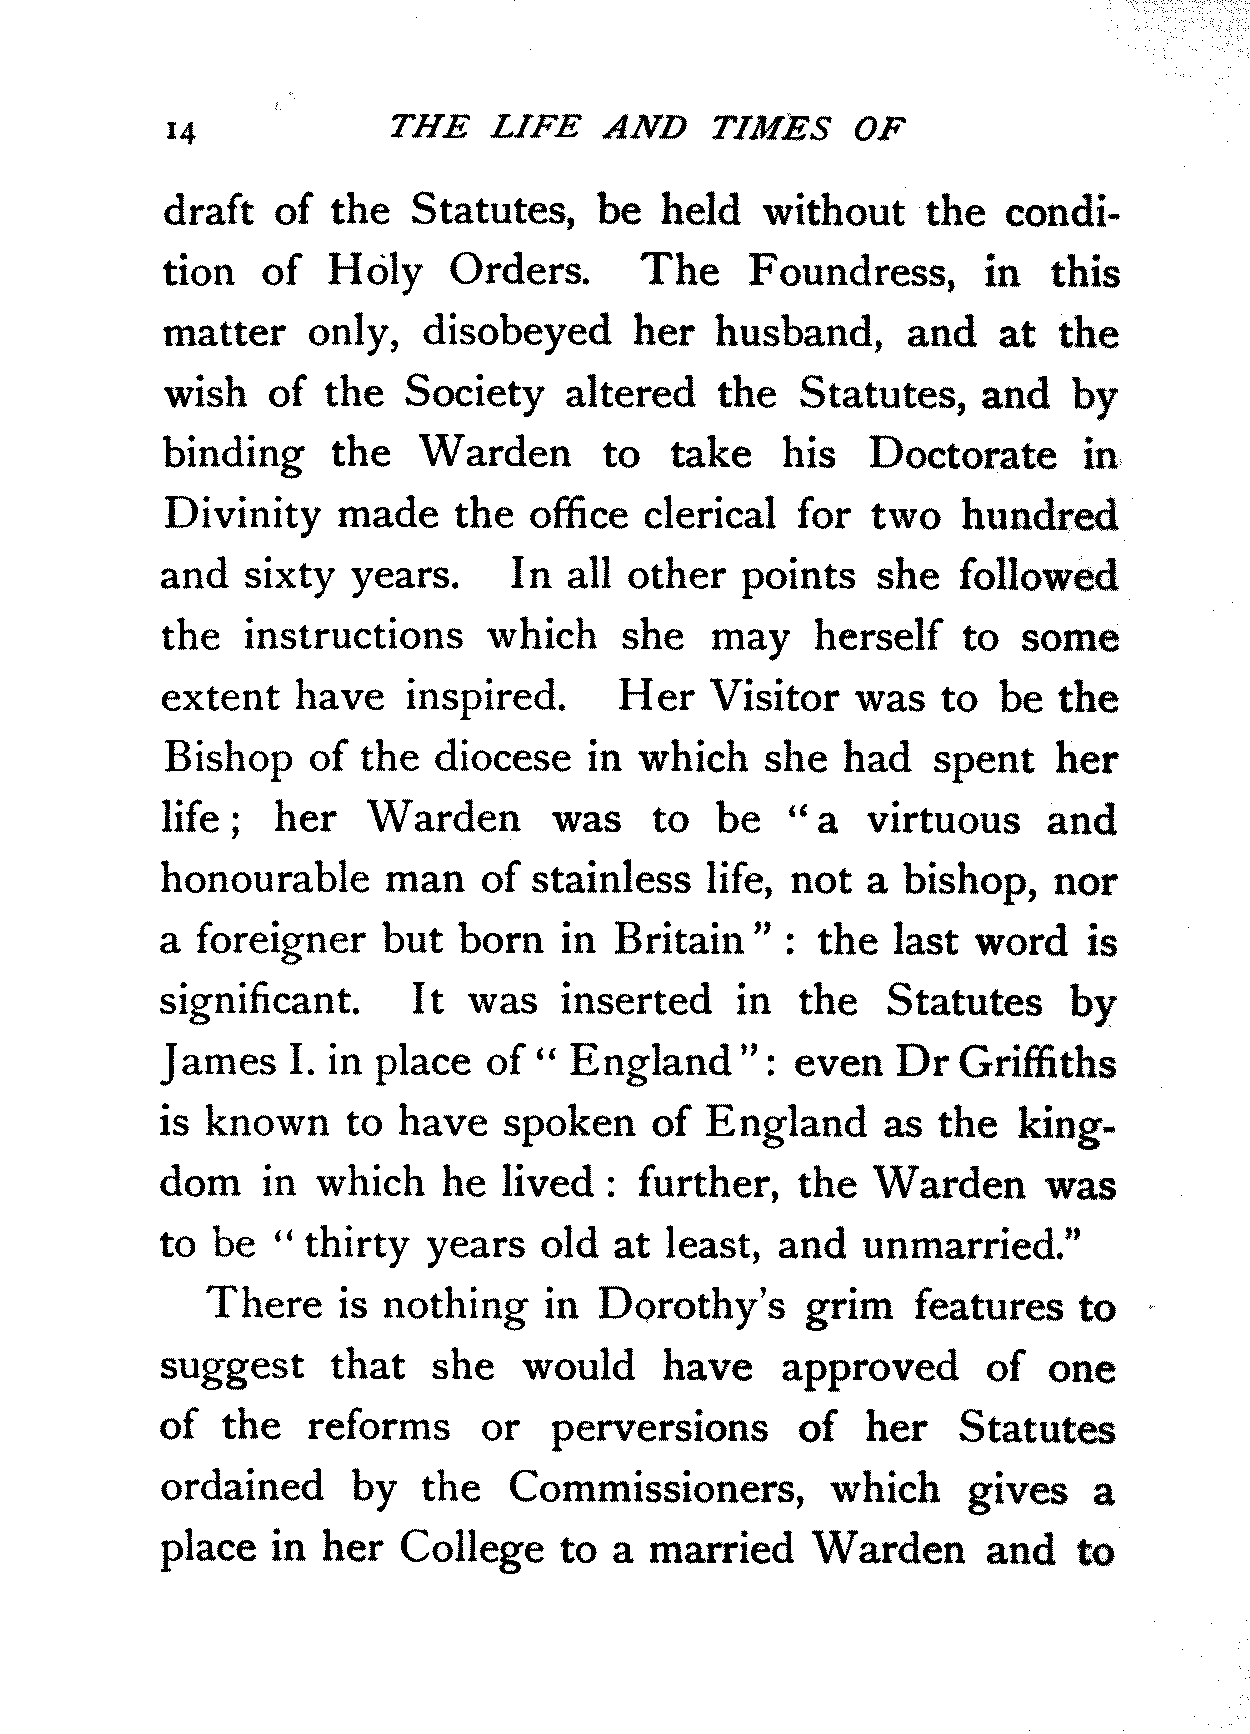 14 THE LIFE AND TIMES OF
draft of the Statutes, be held without the condi-
tion of Holy Orders. The Foundress, in this
matter only, disobeyed her husband, and at the
wish of the Society altered the Statutes, and by
binding the Warden to take his Doctorate in
Divinity made the office clerical for two hundred
and sixty years. In all other points she followed
the instructions which she may herself to some
extent have inspired. Her Visitor was to be the
Bishop of the diocese in which she had spent her
life ; her Warden was to be “ a virtuous and
honourable man of stainless life, not a bishop, nor
a foreigner but born in Britain ” : the last word is
significant. It was inserted in the Statutes by
James I. in place of “ England ” : even Dr Griffiths
is known to have spoken of England as the king-
dom in which he lived : further, the Warden was
to be “ thirty years old at least, and unmarried.”
There is nothing in Dorothy's grim features to
suggest that she would have approved of one
of the reforms or perversions of her Statutes
ordained by the Commissioners, which gives a
place in her College to a married Warden and to